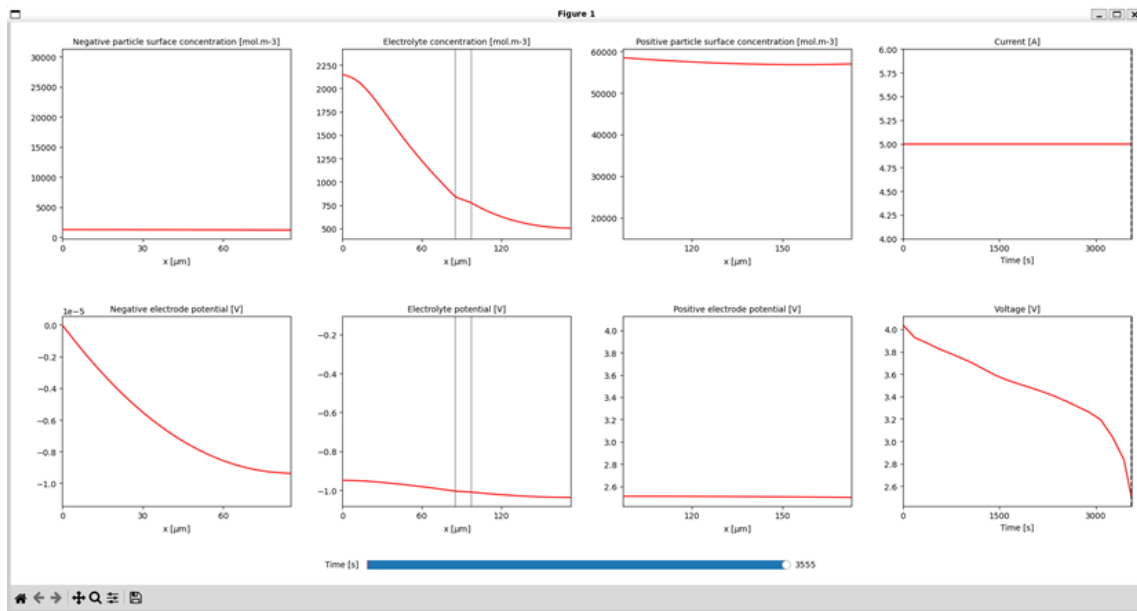 Figure 1
Negative particle surface concentration [mol.m-3]
30000
25000
20000
15000
10000
5000
0
0 30 60
x [μm]
Electrolyte concentration [mol.m-3]
2250
2000
1750
1500
1250
1000
750
500
0 60 120
x [μm]
Positive particle surface concentration [mol.m-3]
60000
50000
40000
30000
20000
120 150
x [μm]
Current [A]
6.00
5.75
5.50
5.25
5.00
4.75
4.50
4.25
4.00
0 1500 3000
Time [s]
Negative electrode potential [V]
1e−5
0.0
−0.2
−0.4
−0.6
−0.8
−1.0
0 30 60
x [μm]
Electrolyte potential [V]
−0.2
−0.4
−0.6
−0.8
−1.0
0 60 120
x [μm]
Positive electrode potential [V]
4.0
3.8
3.6
3.4
3.2
3.0
2.8
2.6
120 150
x [μm]
Voltage [V]
4.0
3.8
3.6
3.4
3.2
3.0
2.8
2.6
0 1500 3000
Time [s]
Time [s] 3555